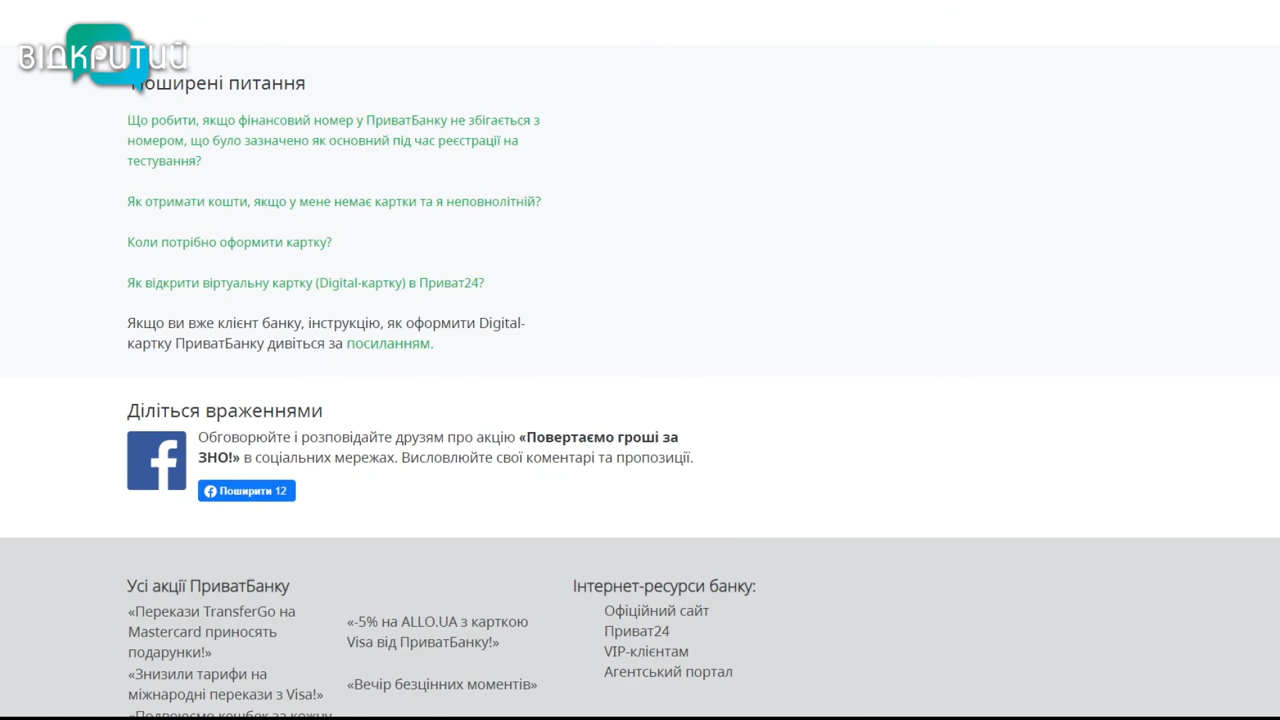 ВІДКРИТИЙ
Поширені питання
Що робити, якщо фінансовий номер у ПриватБанку не збігається з
номером, що було зазначено як основний під час реєстрації на
тестування?
Як отримати кошти, якщо у мене немає картки та я неповнолітній?
Коли потрібно оформити картку?
Як відкрити віртуальну картку (Digital-картку) в Приват24?
Якщо ви вже клієнт банку, інструкцію, як оформити Digital-
картку ПриватБанку дивіться за посиланням.
Діліться враженнями
Обговорюйте і розповідайте друзям про акцію «Повертаємо гроші за
ЗНО!» в соціальних мережах. Висловлюйте свої коментарі та пропозиції.
Поширити 12
Усі акції ПриватБанку
«Перекази TransferGo на
Mastercard приносять
подарунки!»
«Знизили тарифи на
міжнародні перекази з Visa!»
«Подвоюємо кешбек за кожну
«-5% на ALLO.UA з карткою
Visa від ПриватБанку!»
«Вечір безцінних моментів»
Інтернет-ресурси банку:
Офіційний сайт
Приват24
VIP-клієнтам
Агентський портал